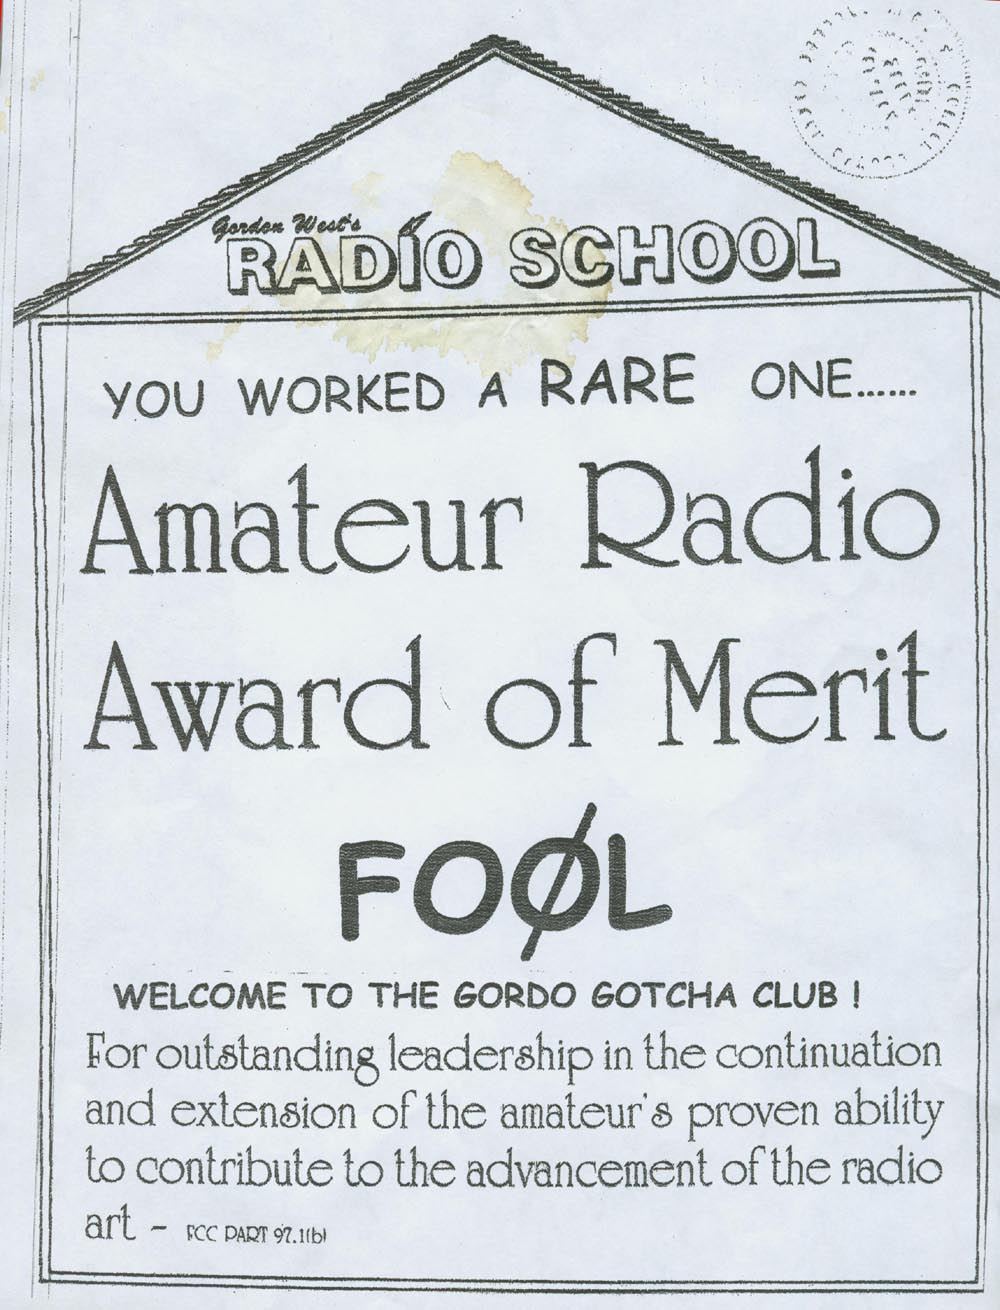 Gordon West's
RADIO SCHOOL
YOU WORKED A RARE ONE......
Amateur Radio
Award of Merit
FOØL
WELCOME TO THE GORDO GOTCHA CLUB !
For outstanding leadership in the continuation
and extension of the amateur's proven ability
to contribute to the advancement of the radio
art - FCC PART 97.1(b)